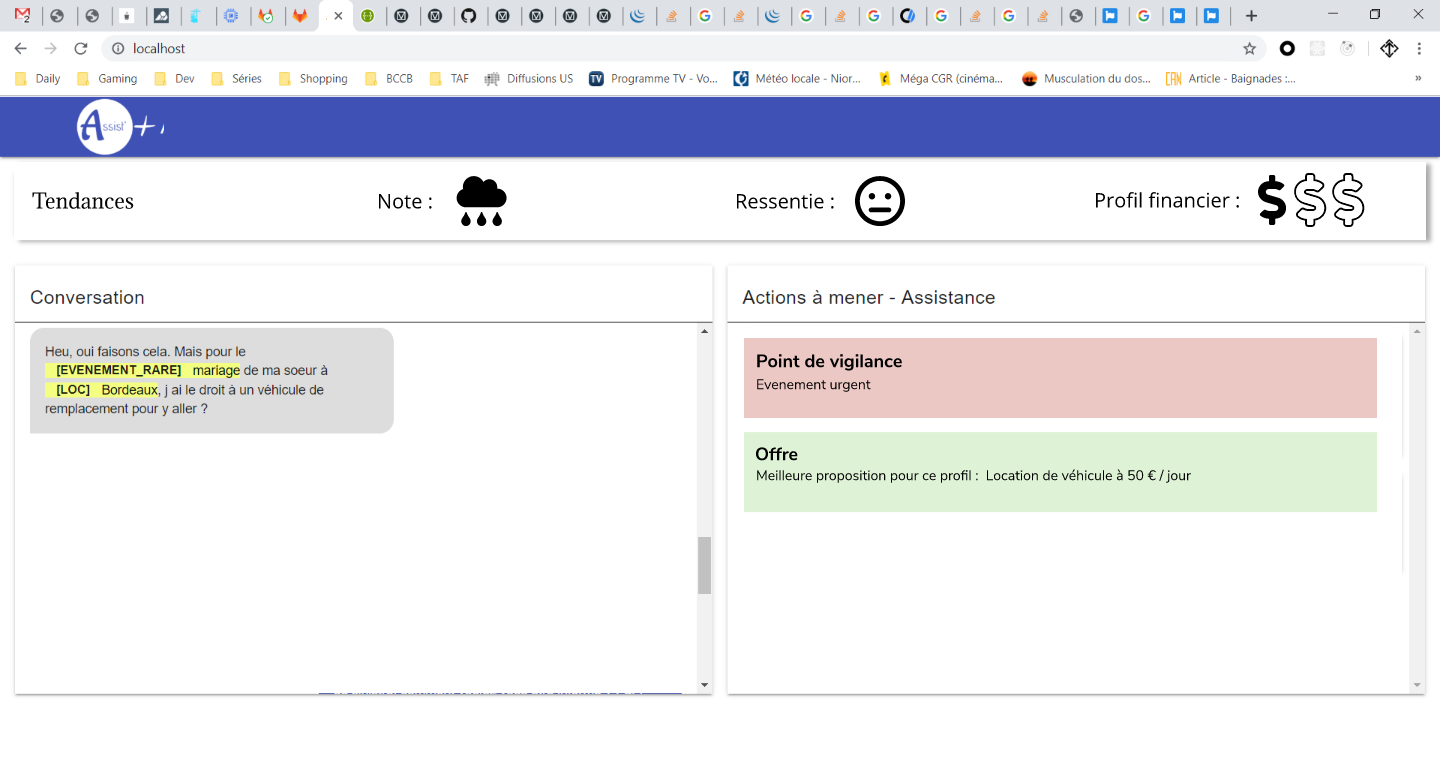 2
localhost
Daily Gaming Dev Séries Shopping BCCB TAF Diffusions US TV Programme TV - Vo... Météo locale - Nior... Méga CGR (cinéma... Musculation du dos... CAN Article - Baignades :... »
Assist' +
Tendances Note : Ressentie : Profil financier : $$$
Conversation
Heu, oui faisons cela. Mais pour le
[EVENEMENT_RARE] mariage de ma soeur à
[LOC] Bordeaux, j ai le droit à un véhicule de
remplacement pour y aller ?
Actions à mener - Assistance
Point de vigilance
Evenement urgent
Offre
Meilleure proposition pour ce profil : Location de véhicule à 50 € / jour